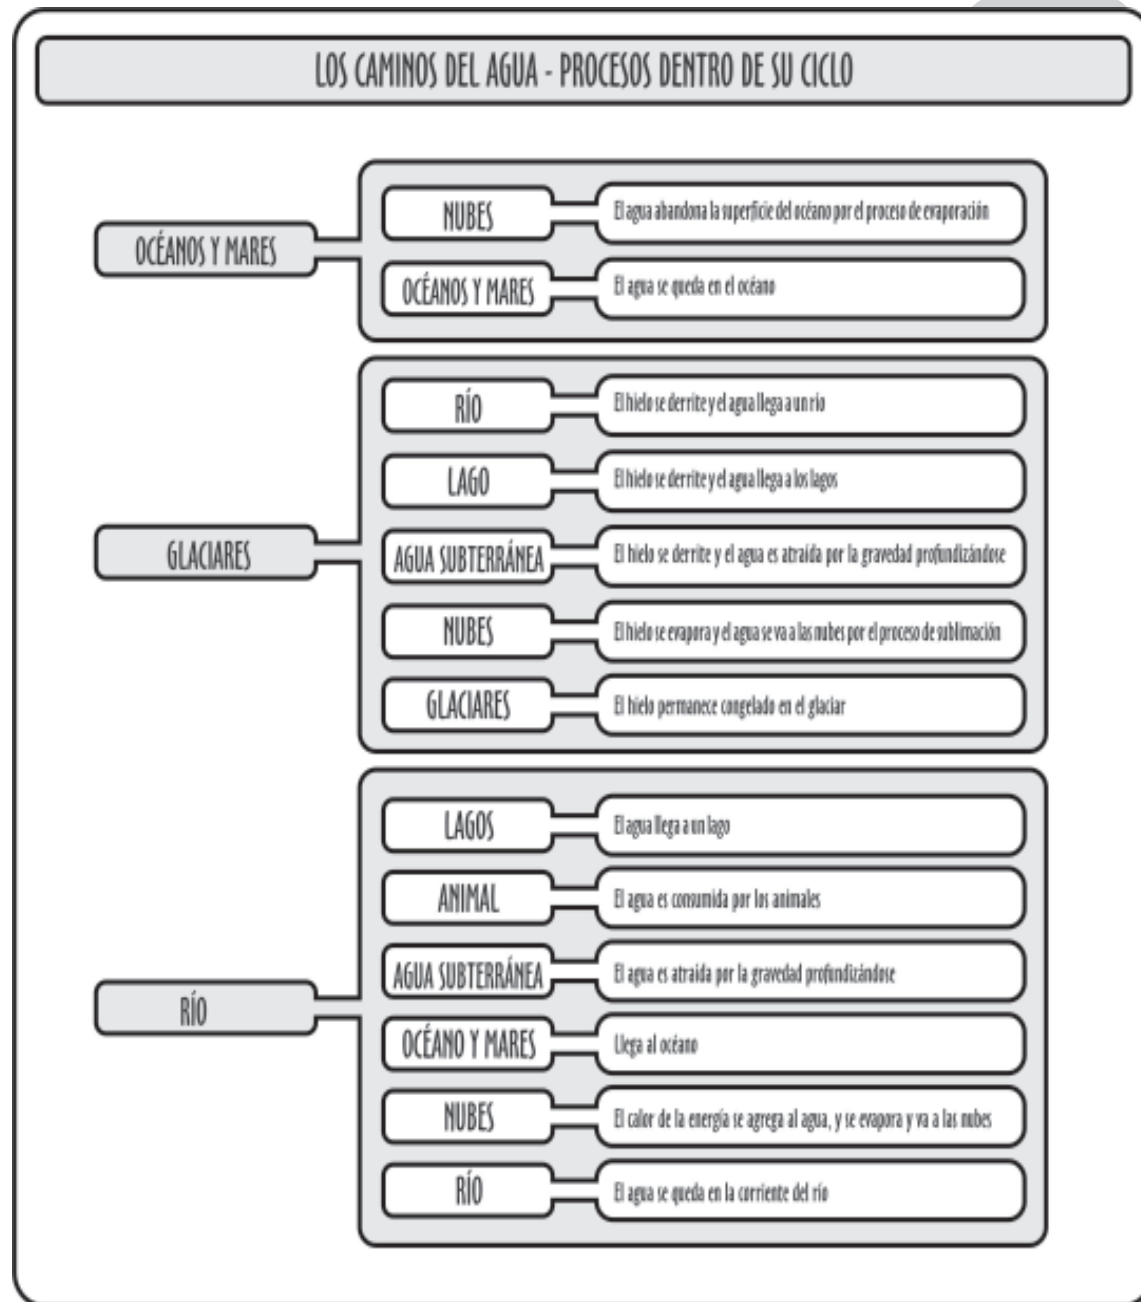 LOS CAMINOS DEL AGUA - PROCESOS DENTRO DE SU CICLO
OCÉANOS Y MARES
NUBES
El agua abandona la superficie del océano por el proceso de evaporación
OCÉANOS Y MARES
El agua se queda en el océano
GLACIARES
RÍO
El hielo se derrite y el agua llega a un río
LAGO
El hielo se derrite y el agua llega a los lagos
AGUA SUBTERRÁNEA
El hielo se derrite y el agua es atraída por la gravedad profundizándose
NUBES
El hielo se evapora y el agua se va a las nubes por el proceso de sublimación
GLACIARES
El hielo permanece congelado en el glaciar
RÍO
LAGOS
El agua llega a un lago
ANIMAL
El agua es consumida por los animales
AGUA SUBTERRÁNEA
El agua es atraída por la gravedad profundizándose
OCÉANO Y MARES
Llega al océano
NUBES
El calor de la energía se agrega al agua, y se evapora y va a las nubes
RÍO
El agua se queda en la corriente del río